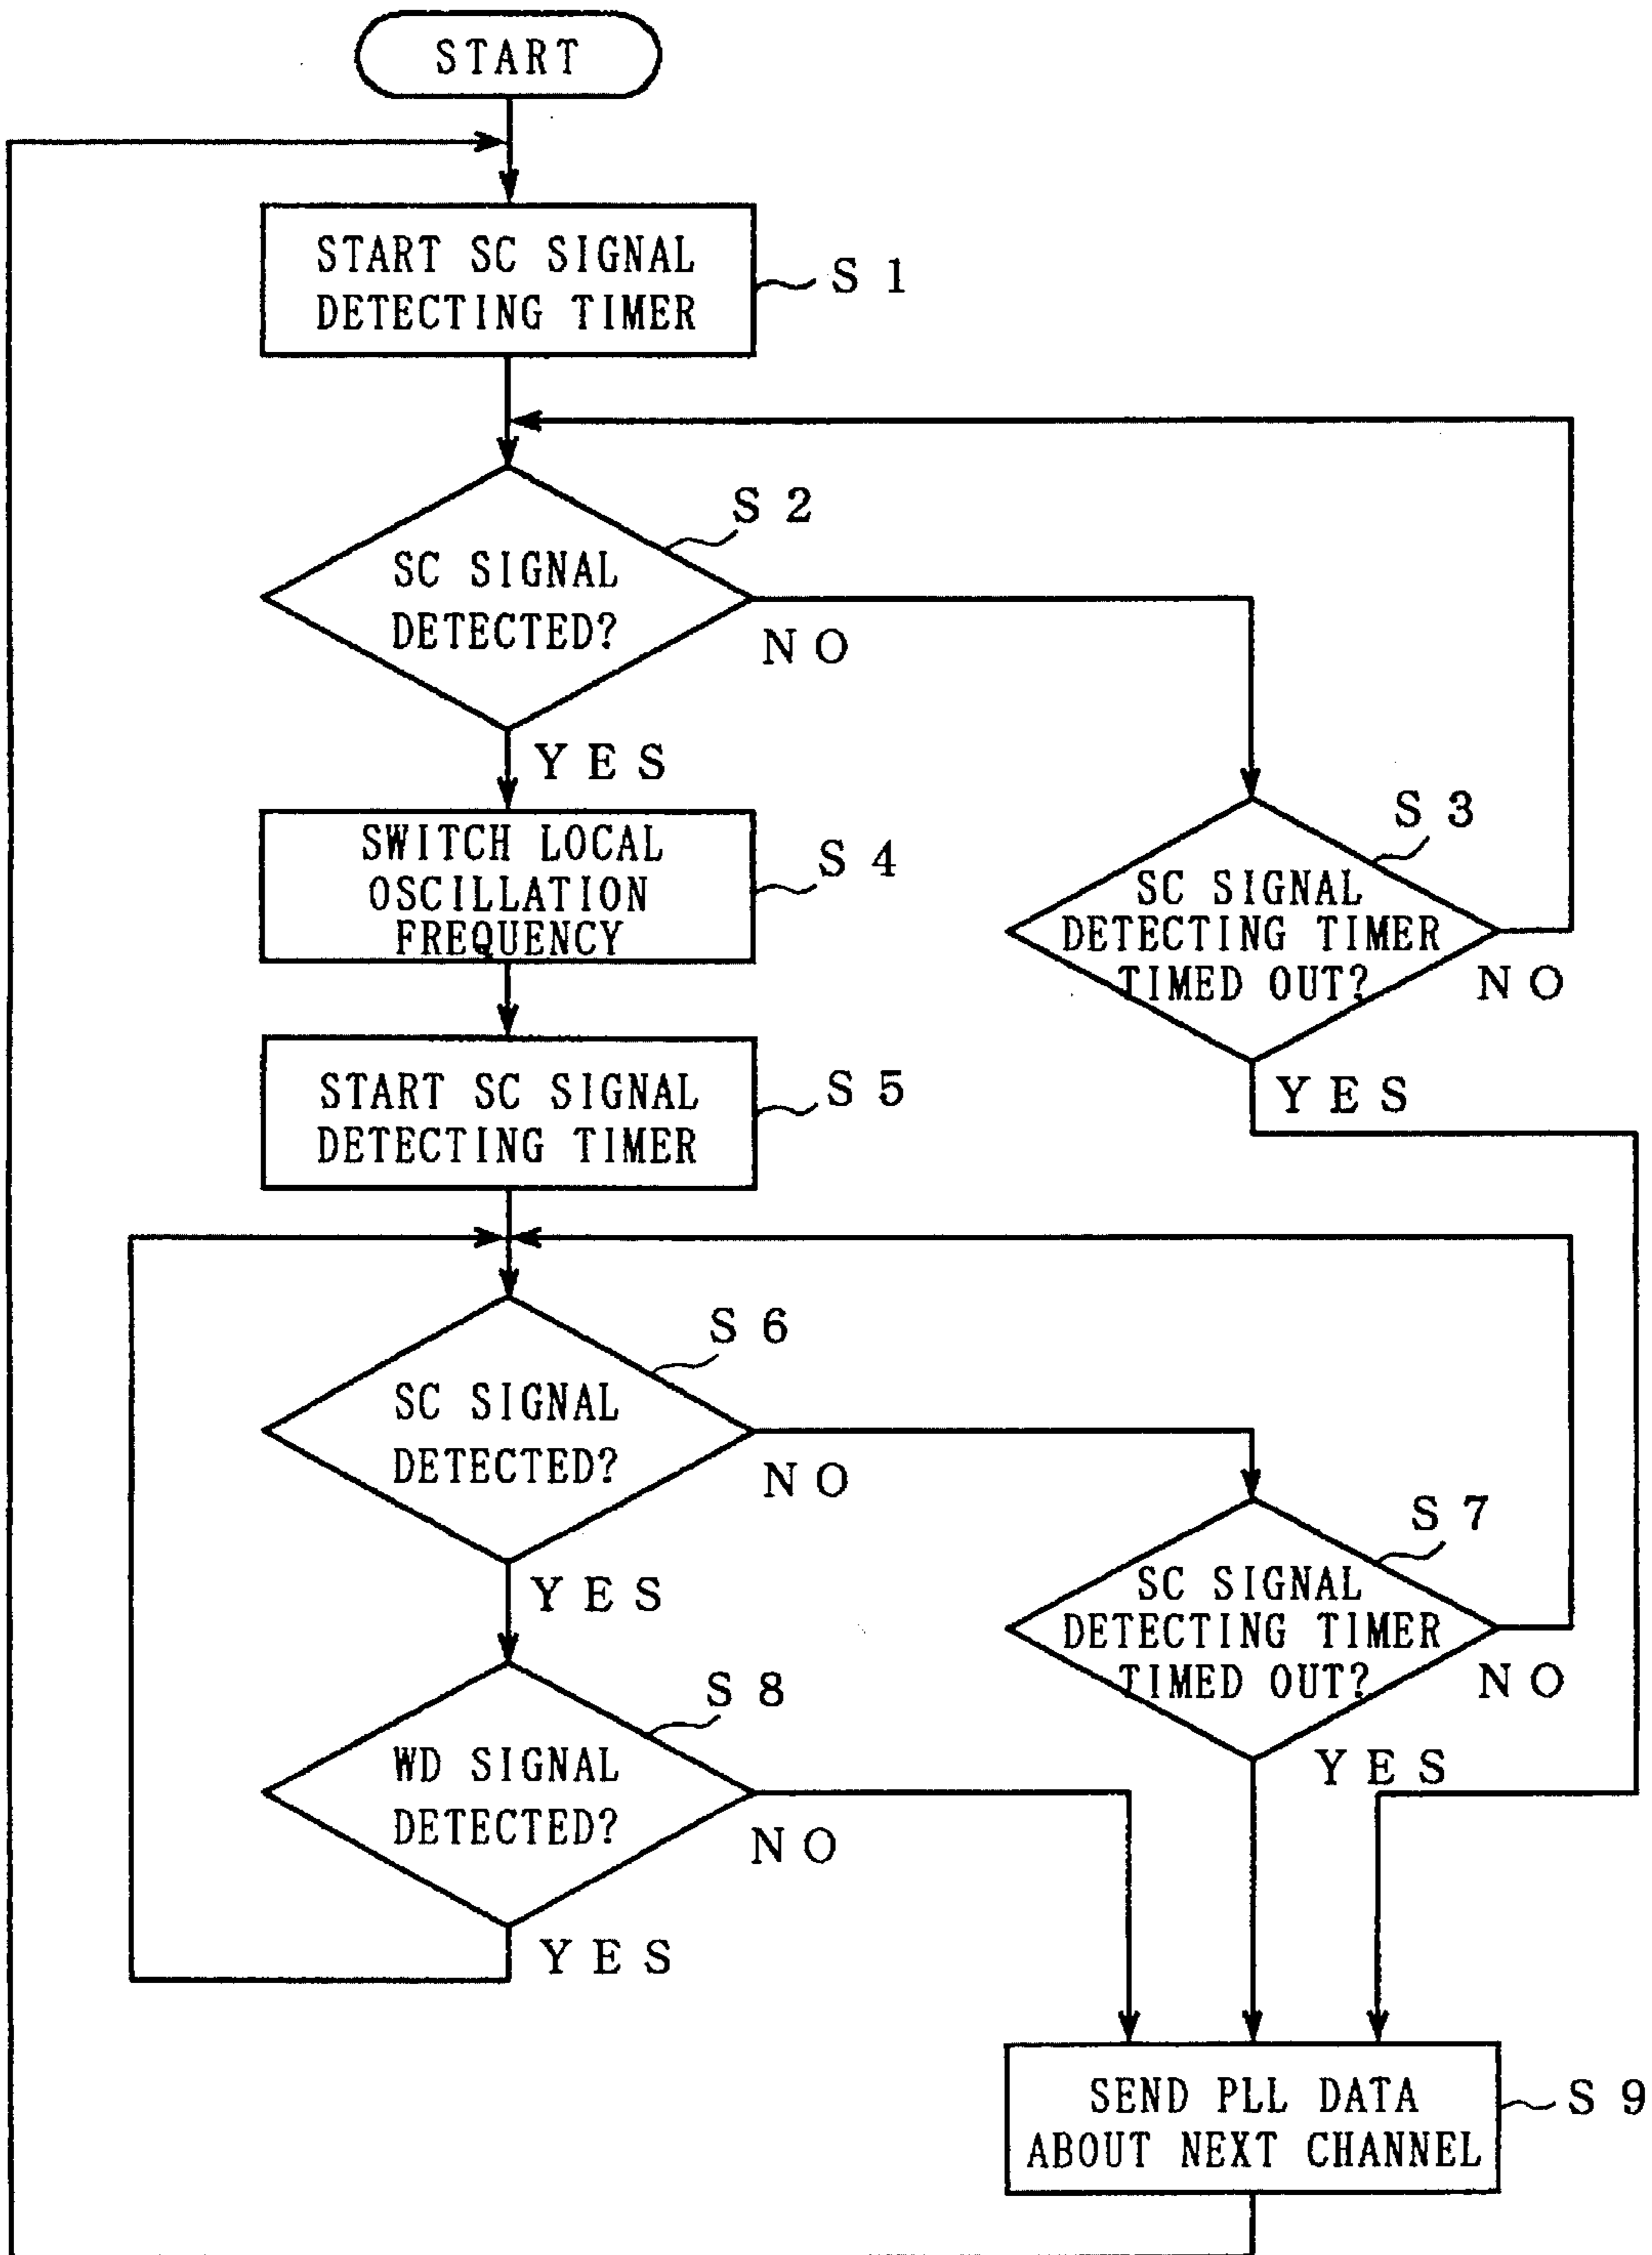 START
START SC SIGNAL
DETECTING TIMER
S 1
S 2
SC SIGNAL
DETECTED?
NO
YES
S 3
SC SIGNAL
DETECTING TIMER
TIMED OUT?
NO
YES
SWITCH LOCAL
OSCILLATION
FREQUENCY
S 4
START SC SIGNAL
DETECTING TIMER
S 5
S 6
SC SIGNAL
DETECTED?
NO
YES
S 7
SC SIGNAL
DETECTING TIMER
TIMED OUT?
NO
YES
S 8
WD SIGNAL
DETECTED?
NO
YES
SEND PLL DATA
ABOUT NEXT CHANNEL
S 9